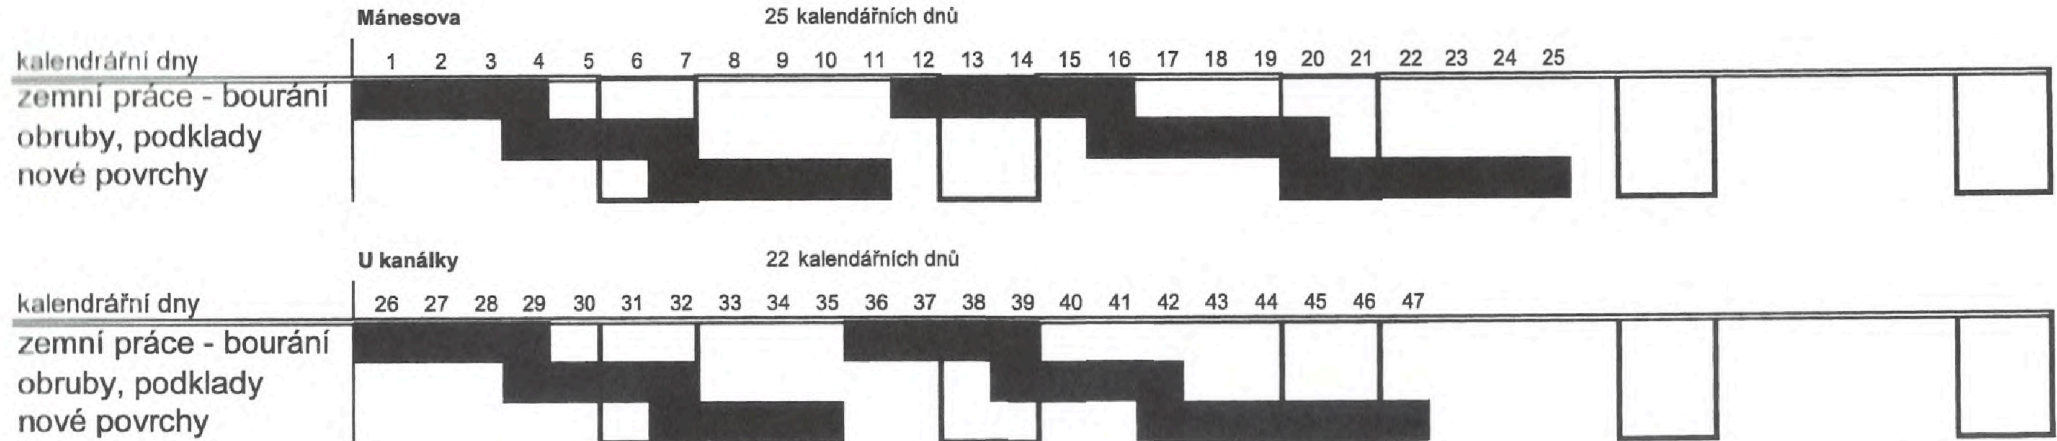 Mánesova 25 kalendářních dnů
kalendrářní dny 1 2 3 4 5 6 7 8 9 10 11 12 13 14 15 16 17 18 19 20 21 22 23 24 25
zemní práce - bourání
obruby, podklady
nové povrchy
U kanálky 22 kalendářních dnů
kalendrářní dny 26 27 28 29 30 31 32 33 34 35 36 37 38 39 40 41 42 43 44 45 46 47
zemní práce - bourání
obruby, podklady
nové povrchy